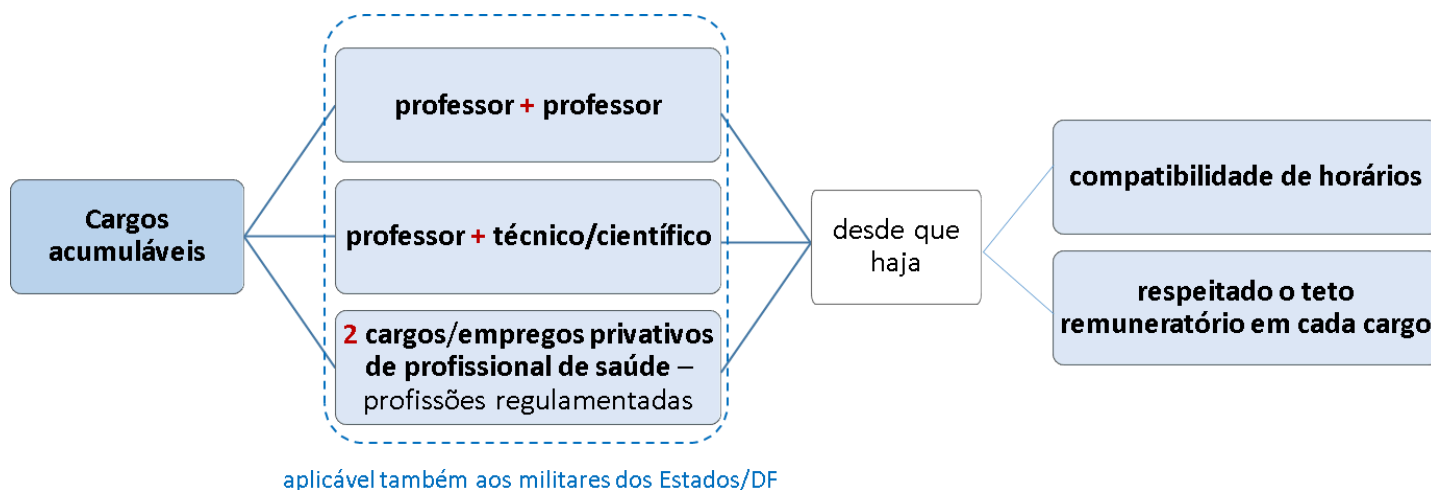 Cargos
acumuláveis
professor + professor
professor + técnico/científico
2 cargos/empregos privativos
de profissional de saúde –
profissões regulamentadas
desde que
haja
compatibilidade de horários
respeitado o teto
remuneratório em cada cargo
aplicável também aos militares dos Estados/DF